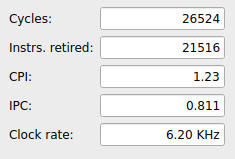 Cycles: 26524
Instrs. retired: 21516
CPI: 1.23
IPC: 0.811
Clock rate: 6.20 KHz